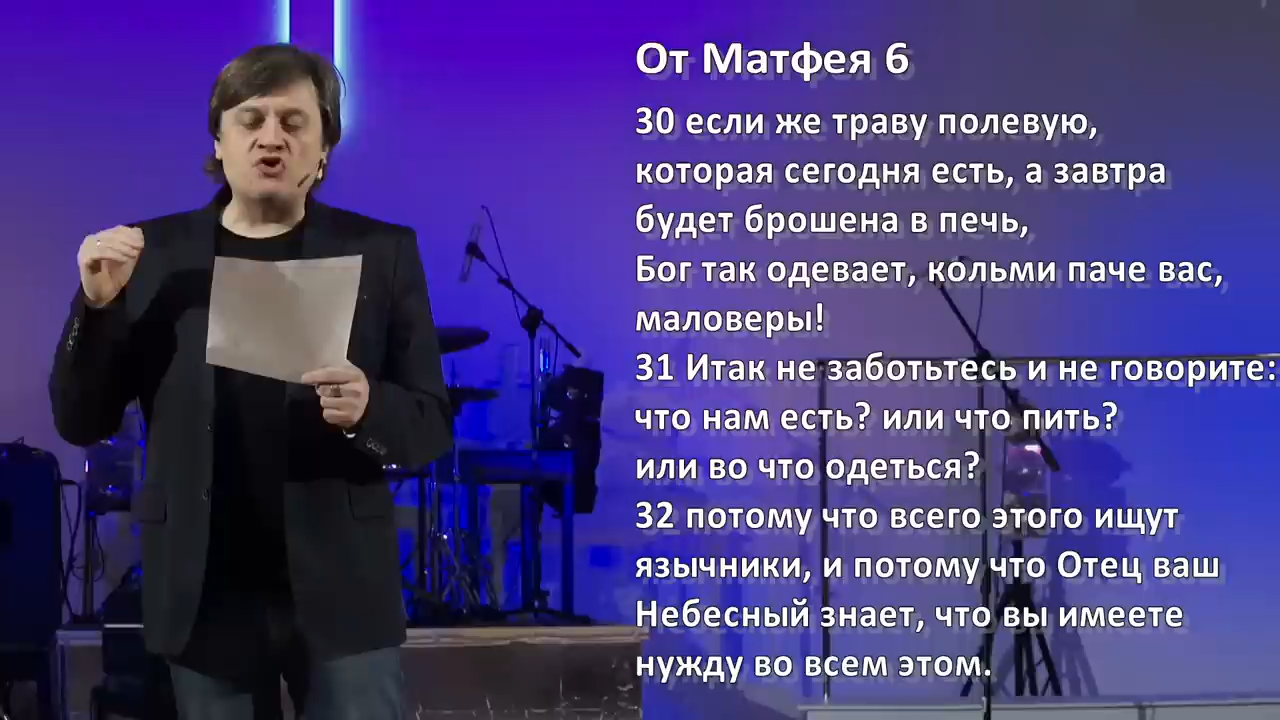 От Матфея 6
30 если же траву полевую,
которая сегодня есть, а завтра
будет брошена в печь,
Бог так одевает, кольми паче вас,
маловеры!
31 Итак не заботьтесь и не говорите:
что нам есть? или что пить?
или во что одеться?
32 потому что всего этого ищут
язычники, и потому что Отец ваш
Небесный знает, что вы имеете
нужду во всем этом.